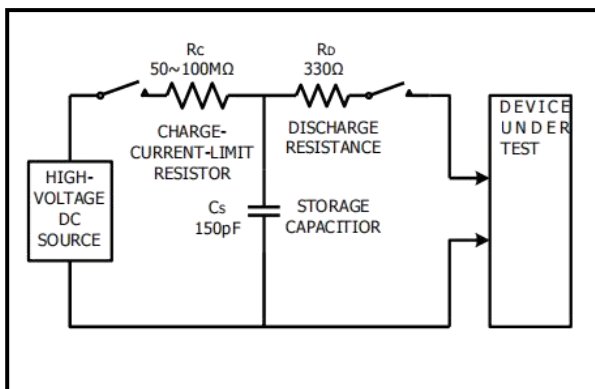 RC
50~100MΩ
RD
330Ω
CHARGE-
CURRENT-LIMIT
RESISTOR
DISCHARGE
RESISTANCE
DEVICE
UNDER
TEST
HIGH-
VOLTAGE
DC
SOURCE
CS
150pF
STORAGE
CAPACITIOR